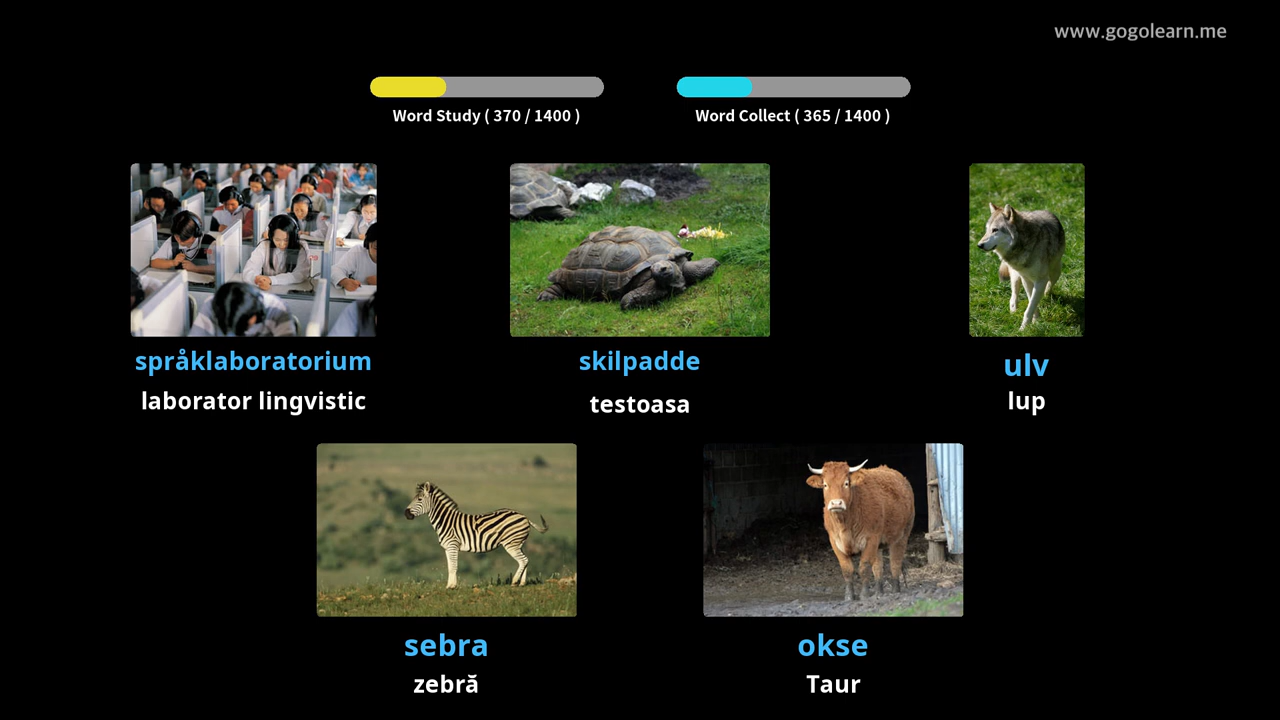 www.gogolearn.me
Word Study ( 370 / 1400 )
Word Collect ( 365 / 1400 )
språklaboratorium
laborator lingvistic
skilpadde
testoasa
ulv
lup
sebra
zebră
okse
Taur